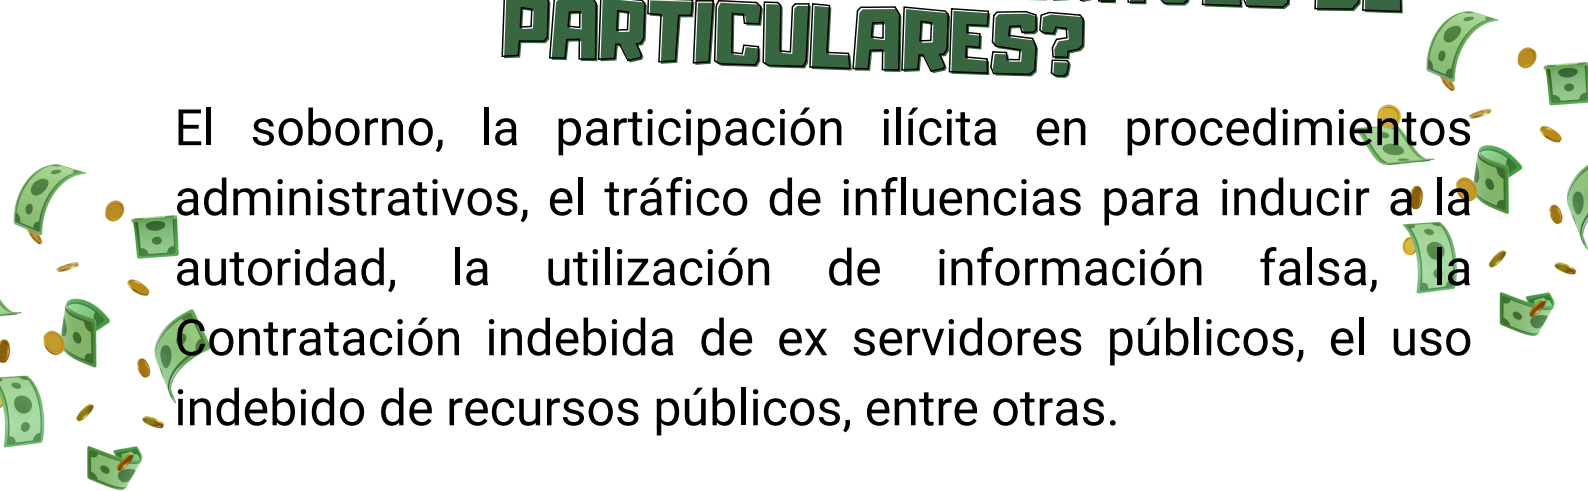 PARTICULARES?
El soborno, la participación ilícita en procedimientos
administrativos, el tráfico de influencias para inducir a la
autoridad, la utilización de información falsa, la
Contratación indebida de ex servidores públicos, el uso
indebido de recursos públicos, entre otras.